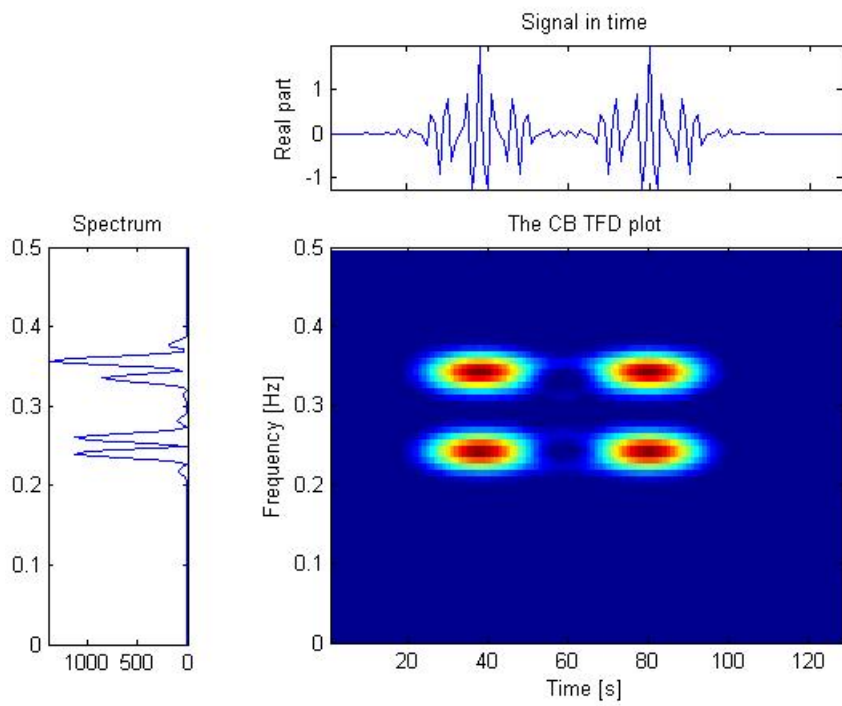 Signal in time
Real part
1
0
-1
Spectrum
0.5
0.4
0.3
0.2
0.1
0
1000 500 0
The CB TFD plot
Frequency [Hz]
0.5
0.4
0.3
0.2
0.1
0
20 40 60 80 100 120
Time [s]